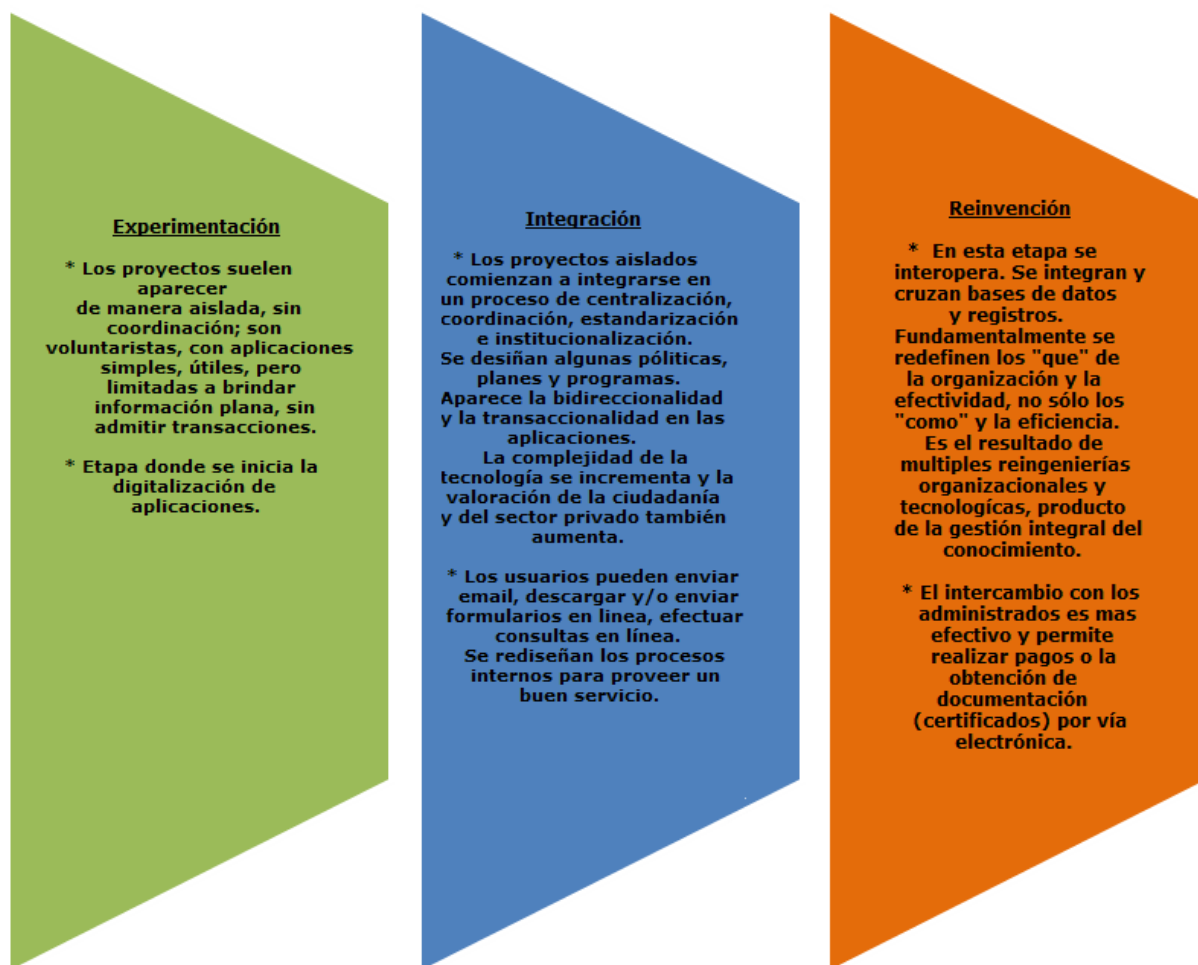 Experimentación
* Los proyectos suelen
aparecer
de manera aislada, sin
coordinación; son
voluntaristas, con aplicaciones
simples, útiles, pero
limitadas a brindar
información plana, sin
admitir transacciones.
* Etapa donde se inicia la
digitalización de
aplicaciones.
Integración
* Los proyectos aislados
comienzan a integrarse en
un proceso de centralización,
coordinación, estandarización
e institucionalización.
Se desiñan algunas póliticas,
planes y programas.
Aparece la bidireccionalidad
y la transaccionalidad en las
aplicaciones.
La complejidad de la
tecnología se incrementa y la
valoración de la ciudadanía
y del sector privado también
aumenta.
* Los usuarios pueden enviar
email, descargar y/o enviar
formularios en linea, efectuar
consultas en línea.
Se rediseñan los procesos
internos para proveer un
buen servicio.
Reinvención
* En esta etapa se
interopera. Se integran y
cruzan bases de datos
y registros.
Fundamentalmente se
redefinen los "que" de
la organización y la
efectividad, no sólo los
"como" y la eficiencia.
Es el resultado de
multiples reingenierías
organizacionales y
tecnologícas, producto
de la gestión integral del
conocimiento.
* El intercambio con los
administrados es mas
efectivo y permite
realizar pagos o la
obtención de
documentación
(certificados) por vía
electrónica.